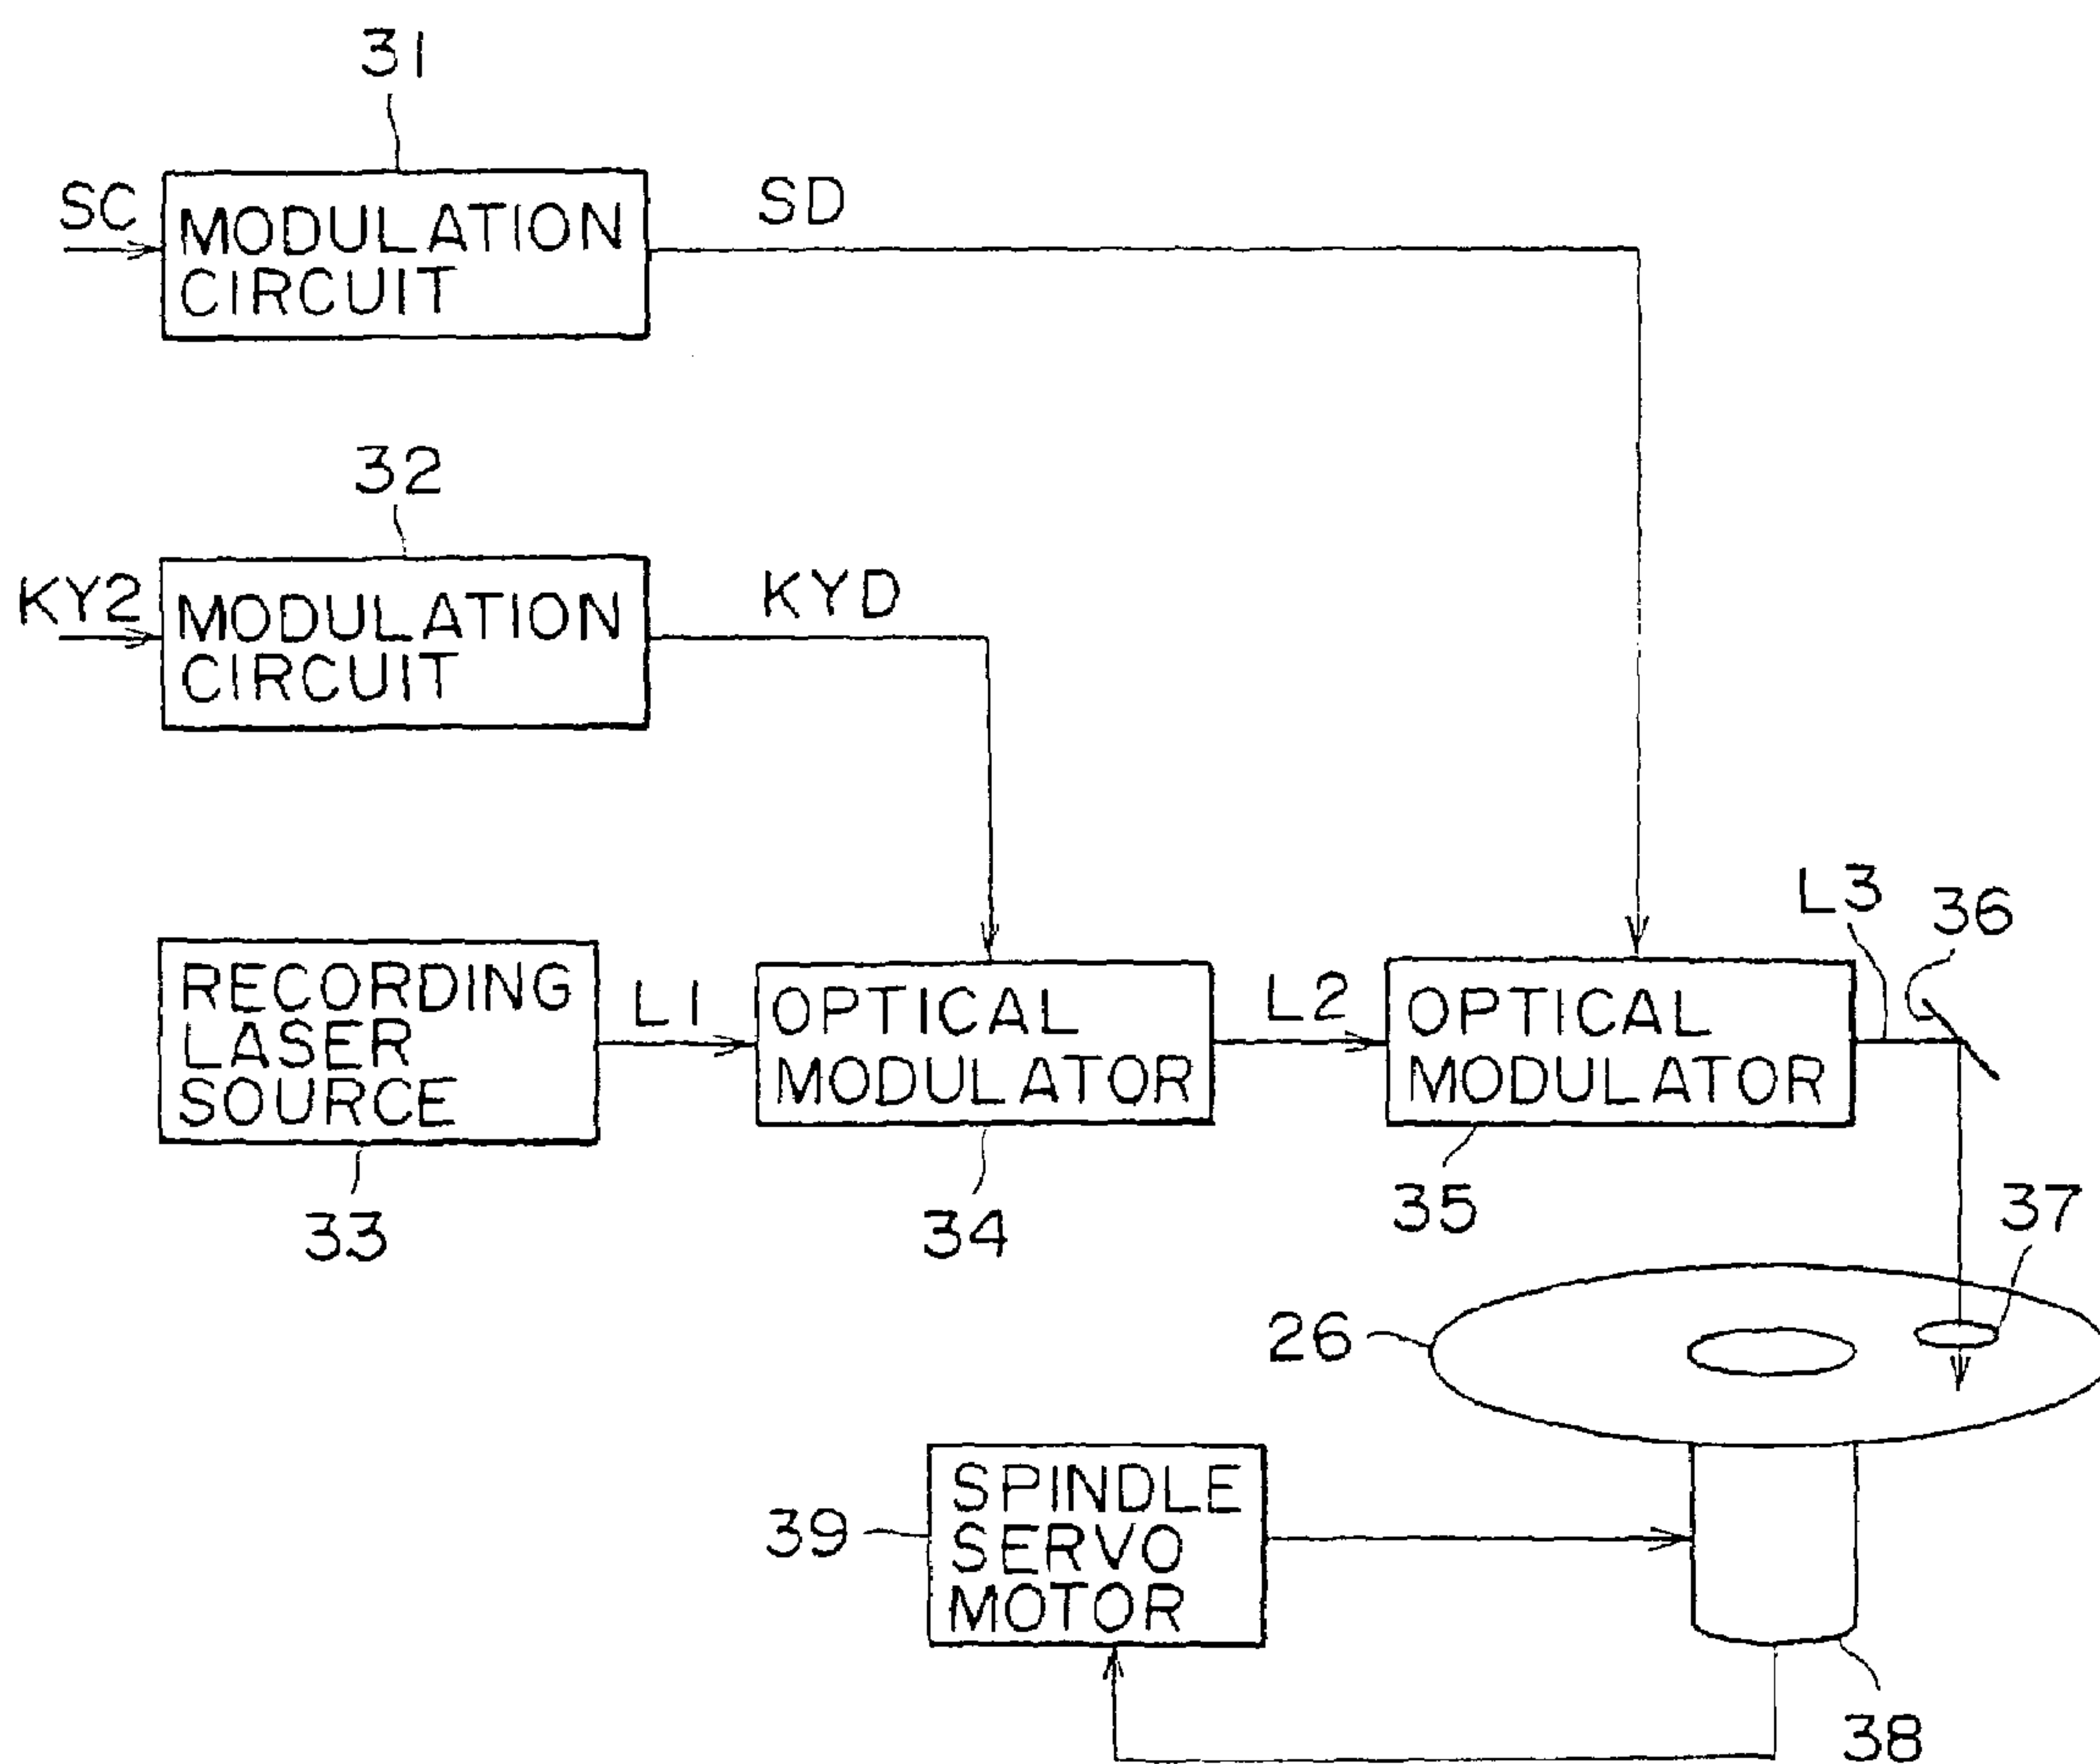 31
SC
MODULATION
CIRCUIT
SD
32
KY2
MODULATION
CIRCUIT
KYD
RECORDING
LASER
SOURCE
33
L1
OPTICAL
MODULATOR
34
L2
OPTICAL
MODULATOR
35
L3
36
37
26
39
SPINDLE
SERVO
MOTOR
38